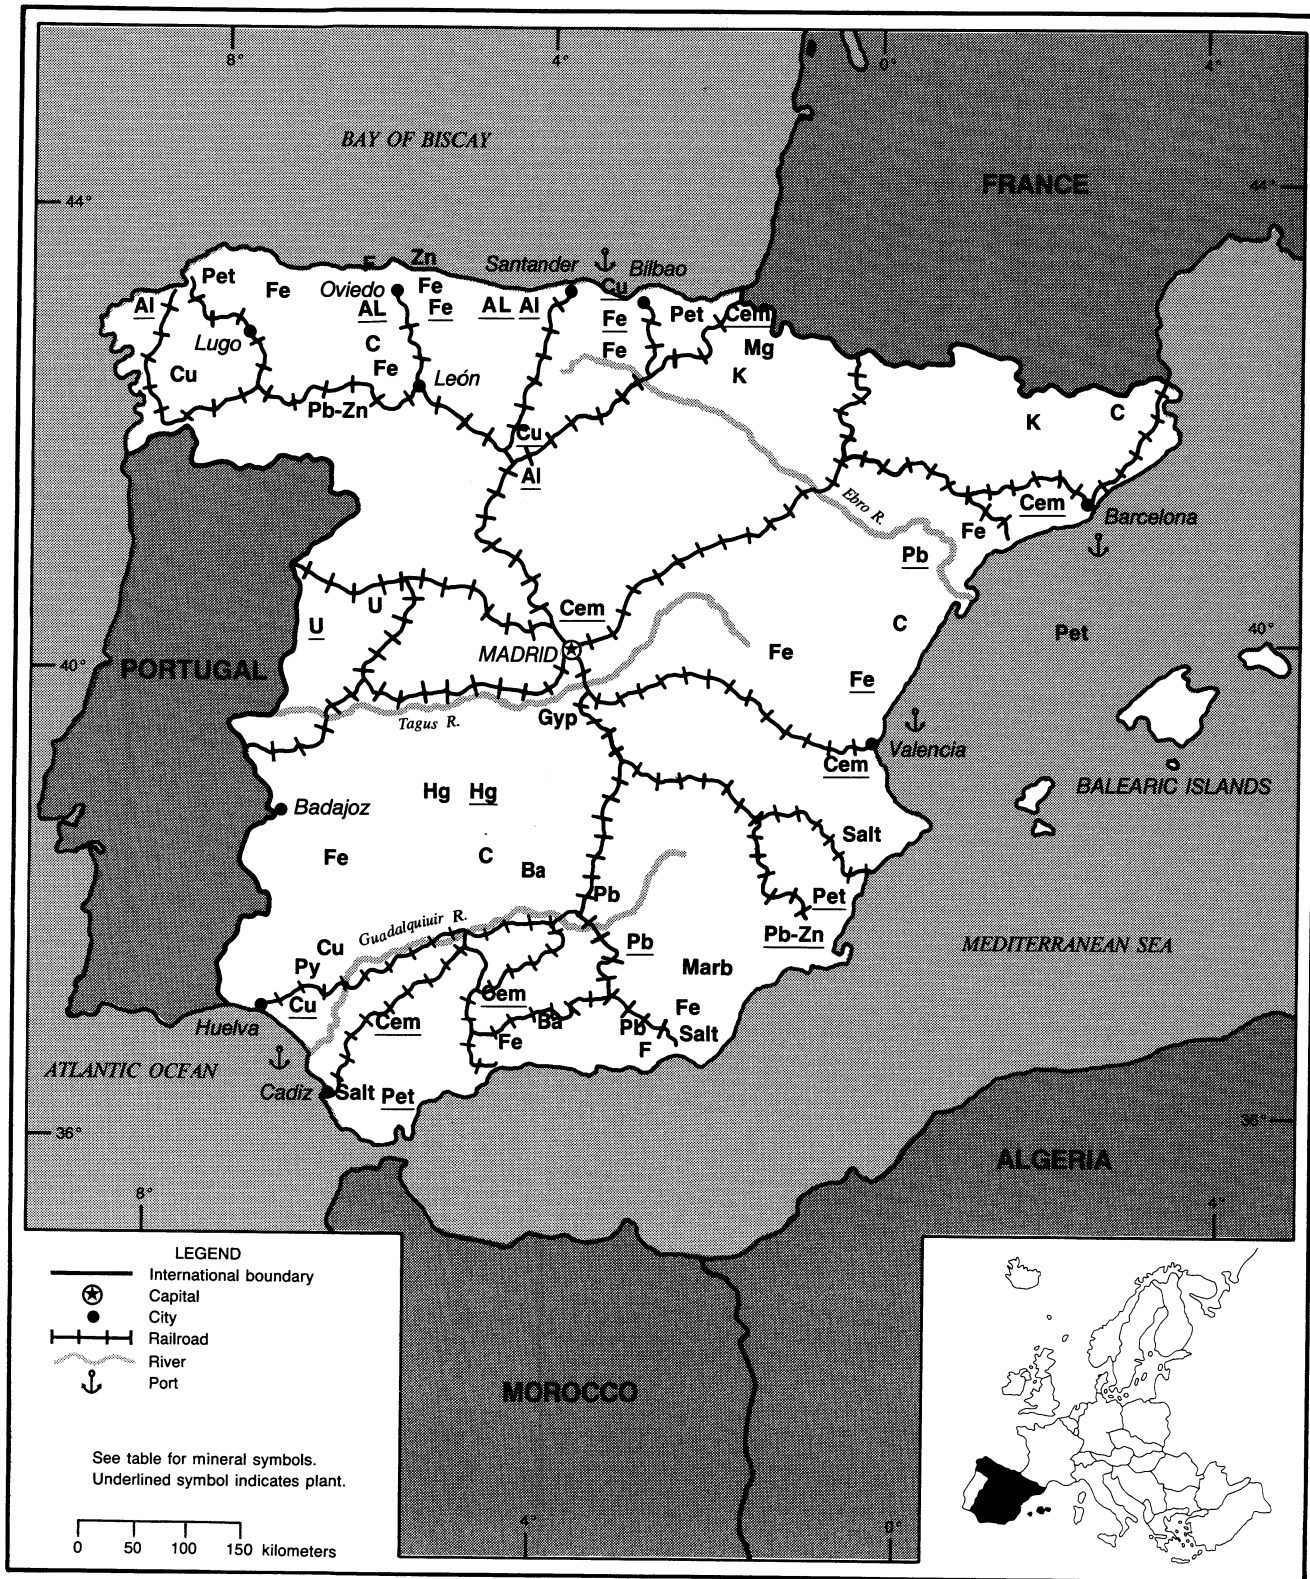 8° 4° 0° 4°
BAY OF BISCAY
FRANCE
44° 44°
Zn
F
Santander Bilbao
Pet Fe Oviedo Fe Cu
Al AL Fe AL Al Fe Pet Cem
Lugo C Fe Mg
Cu Fe León K
Pb-Zn
K C
Cu
Al
Ebro R.
Cem
Fe Barcelona
Pb
U Cem
U C Pet 40°
MADRID Fe
40° PORTUGAL Fe
Tagus R. Gyp
Valencia
Cem
BALEARIC ISLANDS
Hg Hg
Badajoz
Salt
Fe C Ba
Pb Pet
Guadalquiuir R.
Cu Pb Pb-Zn
MEDITERRANEAN SEA
Py Marb
Cu Cem Fe
Huelva Cem Ba Pb Salt
Fe F
ATLANTIC OCEAN
Cadiz Salt Pet
36° 36°
ALGERIA
8° 4°
LEGEND
International boundary
Capital
City
Railroad
River
Port
MOROCCO
See table for mineral symbols.
Underlined symbol indicates plant.
4° 0°
0 50 100 150 kilometers